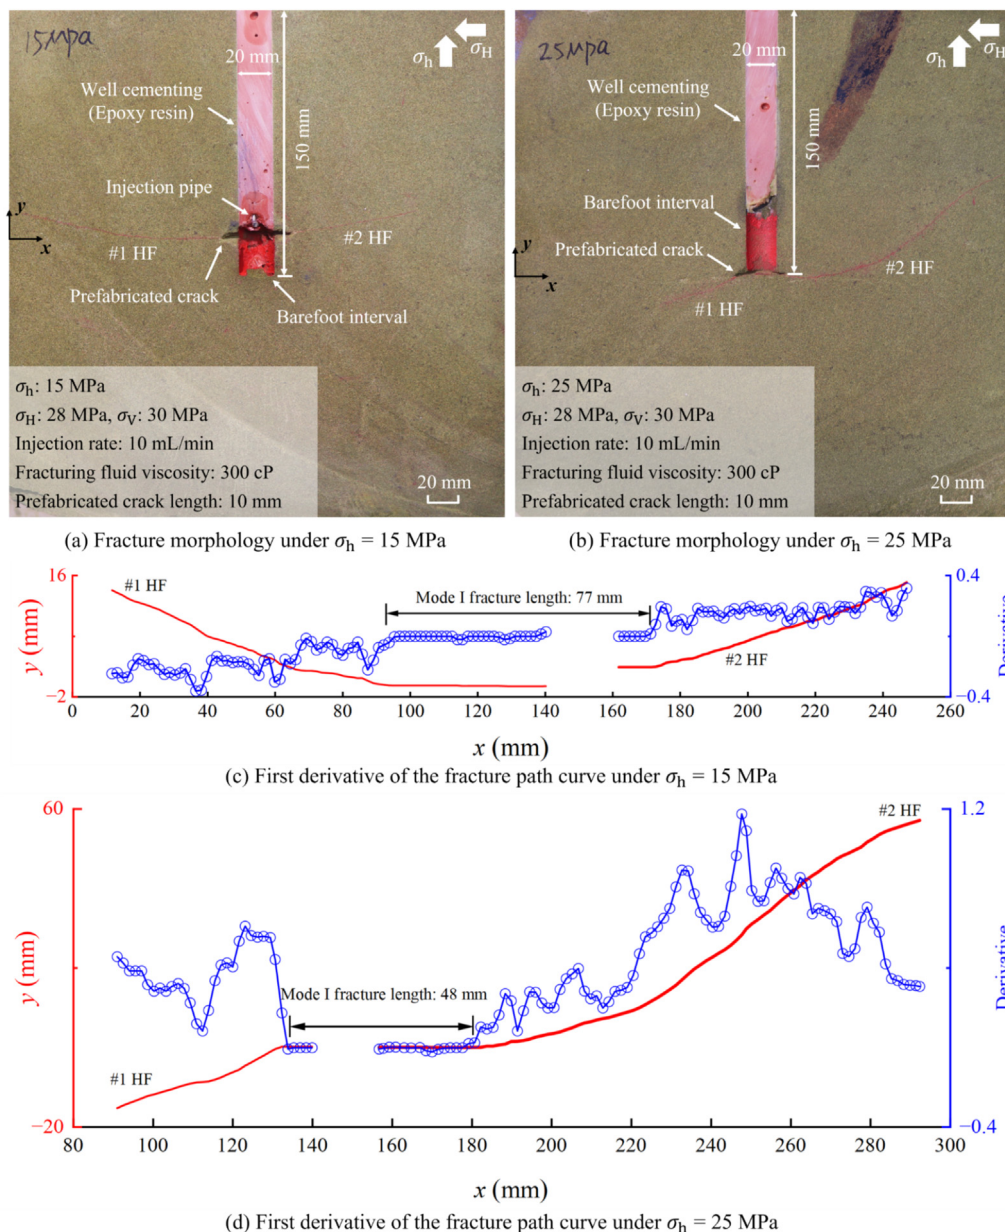 15Mpa
σh
σH
20 mm
Well cementing
(Epoxy resin)
150 mm
Injection pipe
y
x
#1 HF
#2 HF
Prefabricated crack
Barefoot interval
σh: 15 MPa
σH: 28 MPa, σV: 30 MPa
Injection rate: 10 mL/min
Fracturing fluid viscosity: 300 cP
Prefabricated crack length: 10 mm
20 mm
(a) Fracture morphology under σh = 15 MPa
25Mpa
σh
σH
20 mm
Well cementing
(Epoxy resin)
150 mm
Barefoot interval
Prefabricated crack
y
x
#1 HF
#2 HF
σh: 25 MPa
σH: 28 MPa, σV: 30 MPa
Injection rate: 10 mL/min
Fracturing fluid viscosity: 300 cP
Prefabricated crack length: 10 mm
20 mm
(b) Fracture morphology under σh = 25 MPa
16
0.4
#1 HF
Mode I fracture length: 77 mm
y (mm)
#2 HF
Derivative
−2
−0.4
0 20 40 60 80 100 120 140 160 180 200 220 240 260
x (mm)
(c) First derivative of the fracture path curve under σh = 15 MPa
60
1.2
#2 HF
y (mm)
Derivative
Mode I fracture length: 48 mm
#1 HF
−20
−0.4
80 100 120 140 160 180 200 220 240 260 280 300
x (mm)
(d) First derivative of the fracture path curve under σh = 25 MPa